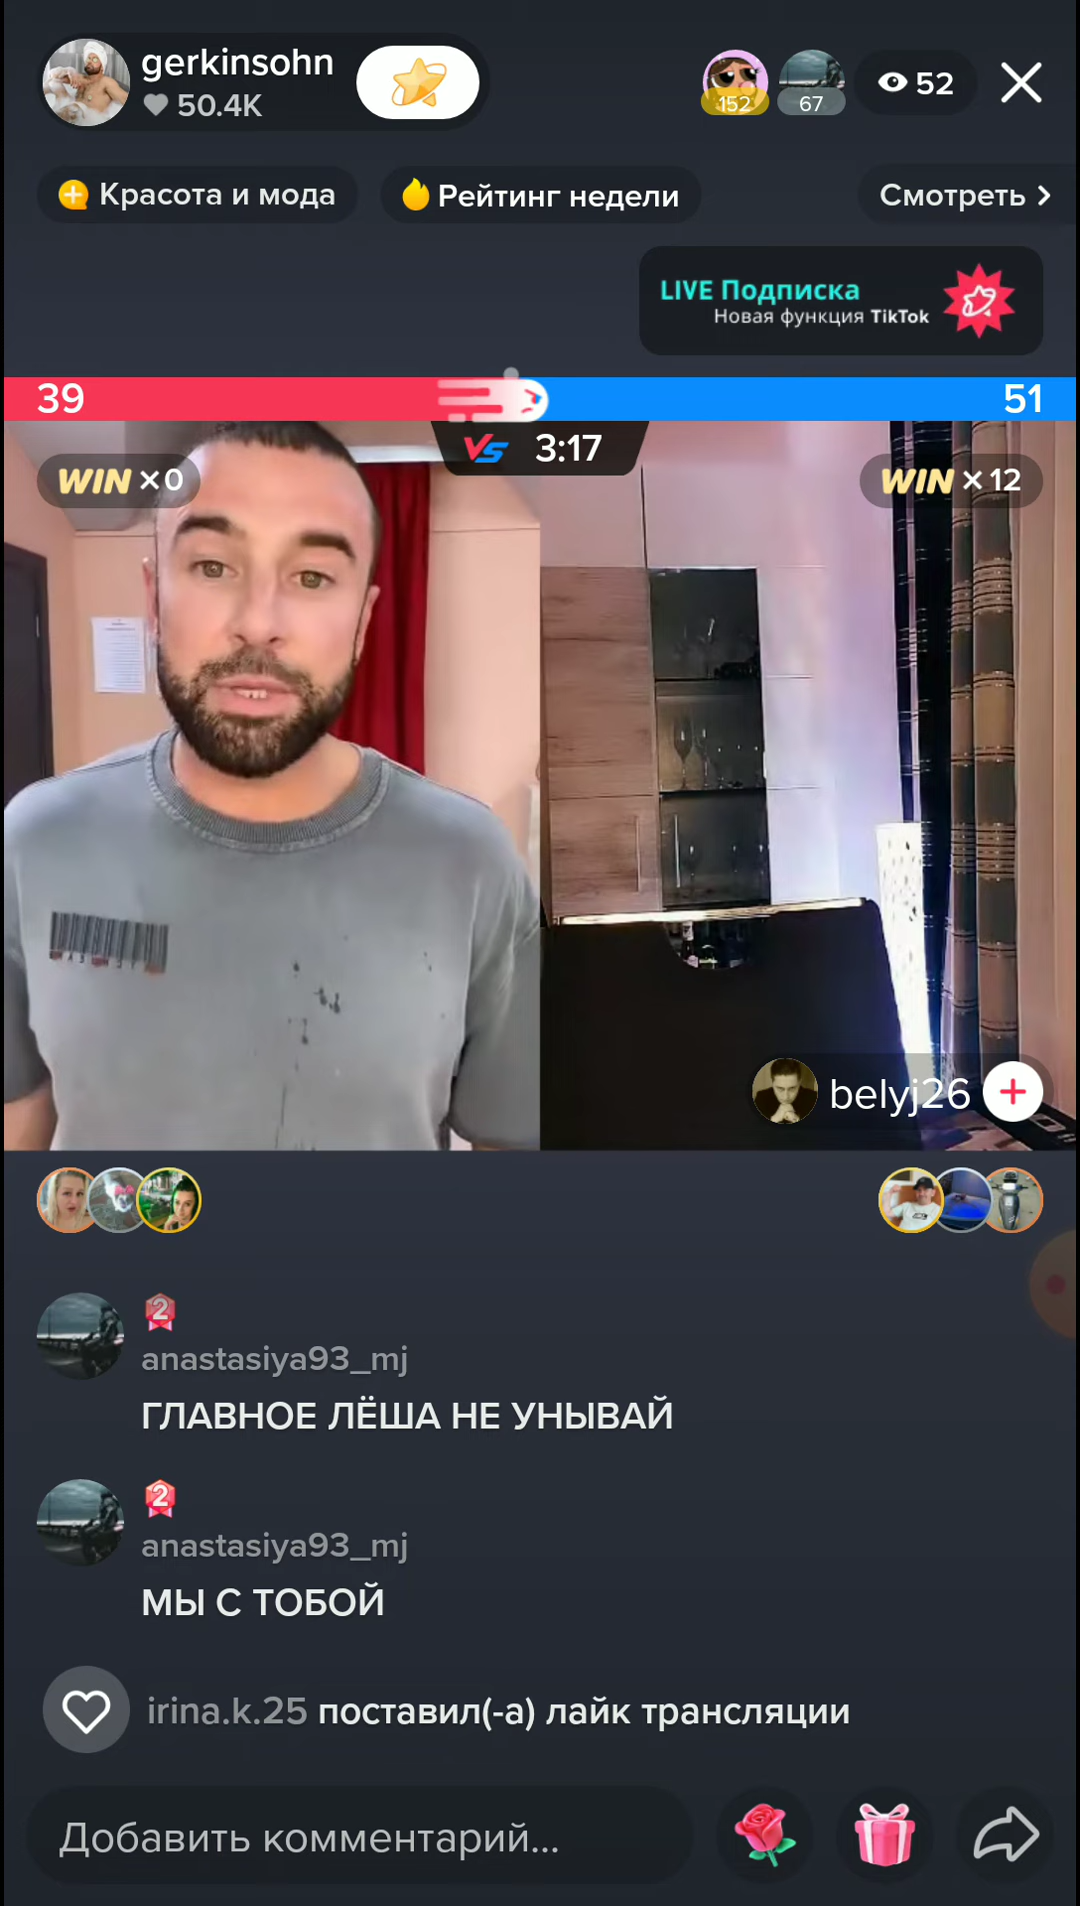 gerkinsohn
50.4K
152
67
52
Красота и мода
Рейтинг недели
Смотреть
LIVE Подписка
Новая функция TikTok
39
51
VS 3:17
WIN ×0
WIN ×12
belyj26
2
anastasiya93_mj
ГЛАВНОЕ ЛЁША НЕ УНЫВАЙ
2
anastasiya93_mj
МЫ С ТОБОЙ
irina.k.25 поставил(-а) лайк трансляции
Добавить комментарий...